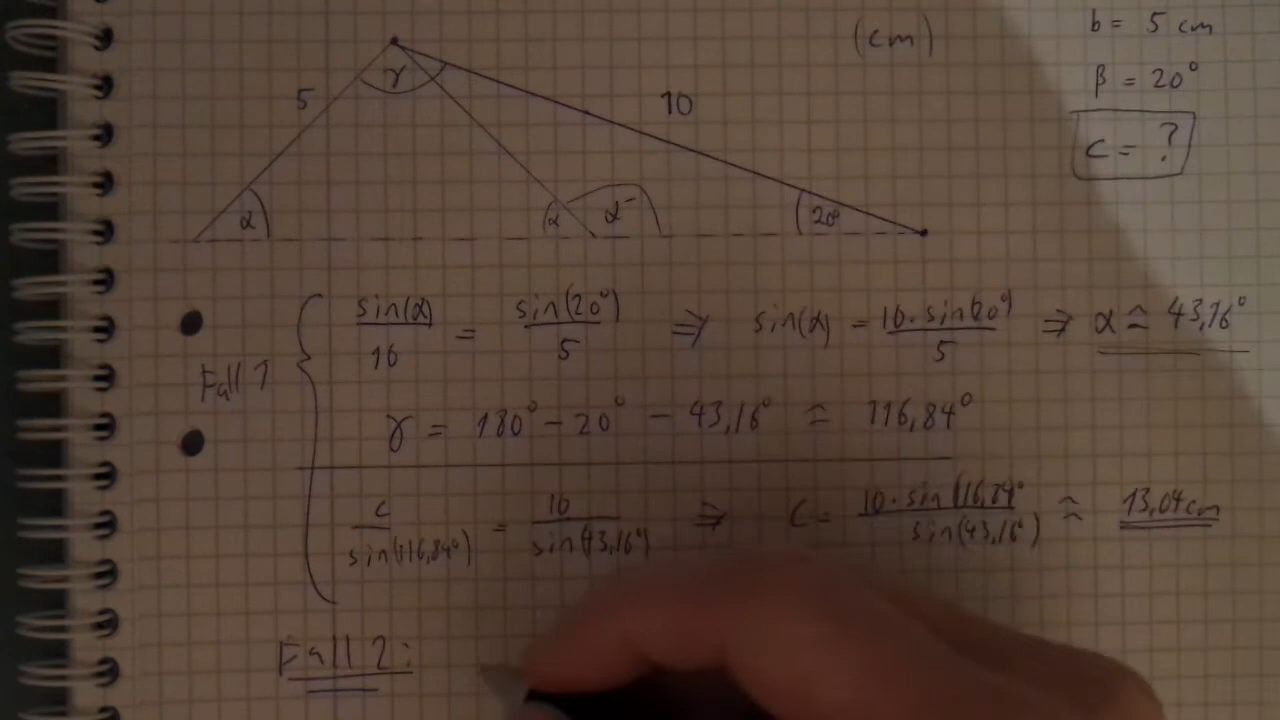 (cm)
b = 5 cm
β = 20°
c = ?
γ
5
10
α
α
α-
20°
Fall 1
sin(α)/10 = sin(20°)/5 ⇒ sin(α) = 10 · sin(20°)/5 ⇒ α ≈ 43,16°
γ = 180° - 20° - 43,16° ≈ 116,84°
c/sin(116,84°) = 10/sin(43,16°) ⇒ c = 10 · sin(116,84°/sin(43,16°) ≈ 13,04 cm
Fall 2: